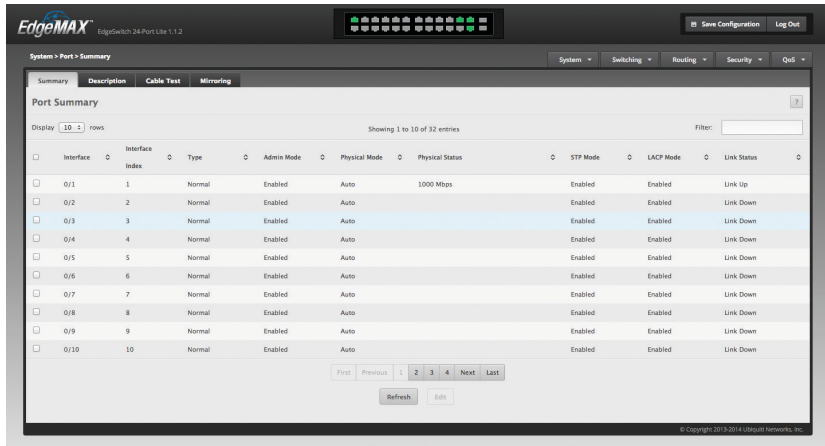 EdgeMAX™ EdgeSwitch 24-Port Lite 1.1.2
Save Configuration Log Out
System > Port > Summary
System Switching Routing Security QoS
Summary Description Cable Test Mirroring
Port Summary ?
Display 10 rows Showing 1 to 10 of 32 entries Filter:
Interface Interface Index Type Admin Mode Physical Mode Physical Status STP Mode LACP Mode Link Status
0/1 1 Normal Enabled Auto 1000 Mbps Enabled Enabled Link Up
0/2 2 Normal Enabled Auto Enabled Enabled Link Down
0/3 3 Normal Enabled Auto Enabled Enabled Link Down
0/4 4 Normal Enabled Auto Enabled Enabled Link Down
0/5 5 Normal Enabled Auto Enabled Enabled Link Down
0/6 6 Normal Enabled Auto Enabled Enabled Link Down
0/7 7 Normal Enabled Auto Enabled Enabled Link Down
0/8 8 Normal Enabled Auto Enabled Enabled Link Down
0/9 9 Normal Enabled Auto Enabled Enabled Link Down
0/10 10 Normal Enabled Auto Enabled Enabled Link Down
First Previous 1 2 3 4 Next Last
Refresh Edit
© Copyright 2013-2014 Ubiquiti Networks, Inc.